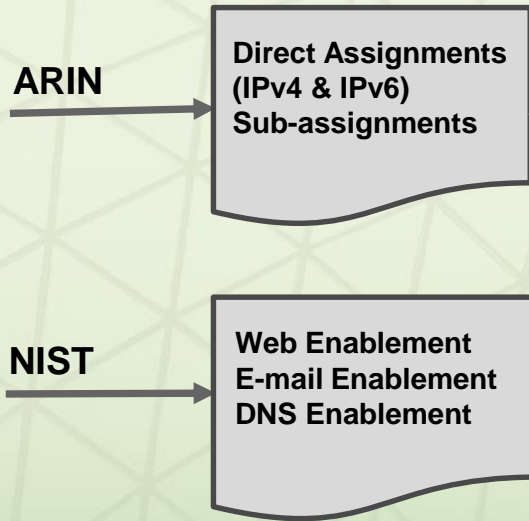 ARIN
Direct Assignments
(IPv4 & IPv6)
Sub-assignments
NIST
Web Enablement
E-mail Enablement
DNS Enablement